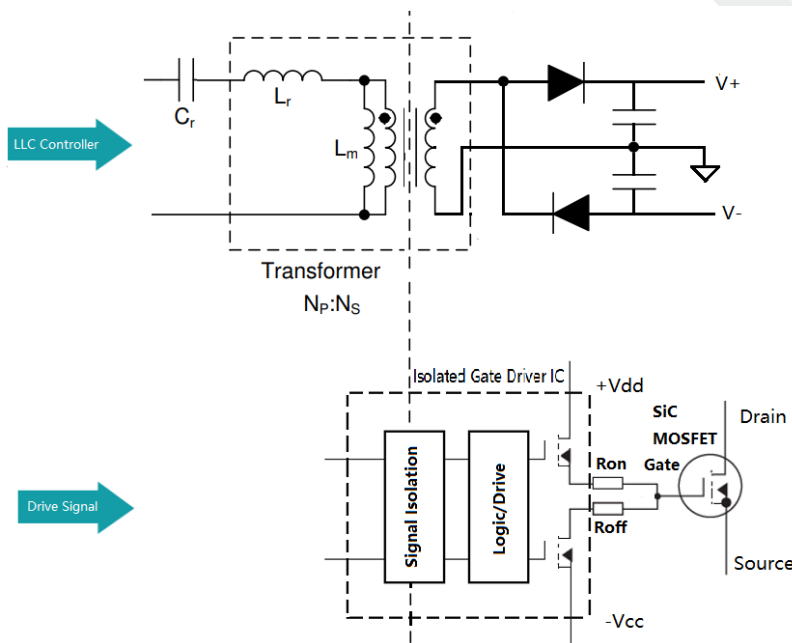 V+
Lr
Cr
LLC Controller
Lm
V-
Transformer
NP:NS
Isolated Gate Driver IC
+Vdd
SiC
MOSFET
Gate
Drain
Signal Isolation
Logic/Drive
Ron
Drive Signal
Roff
Source
-Vcc